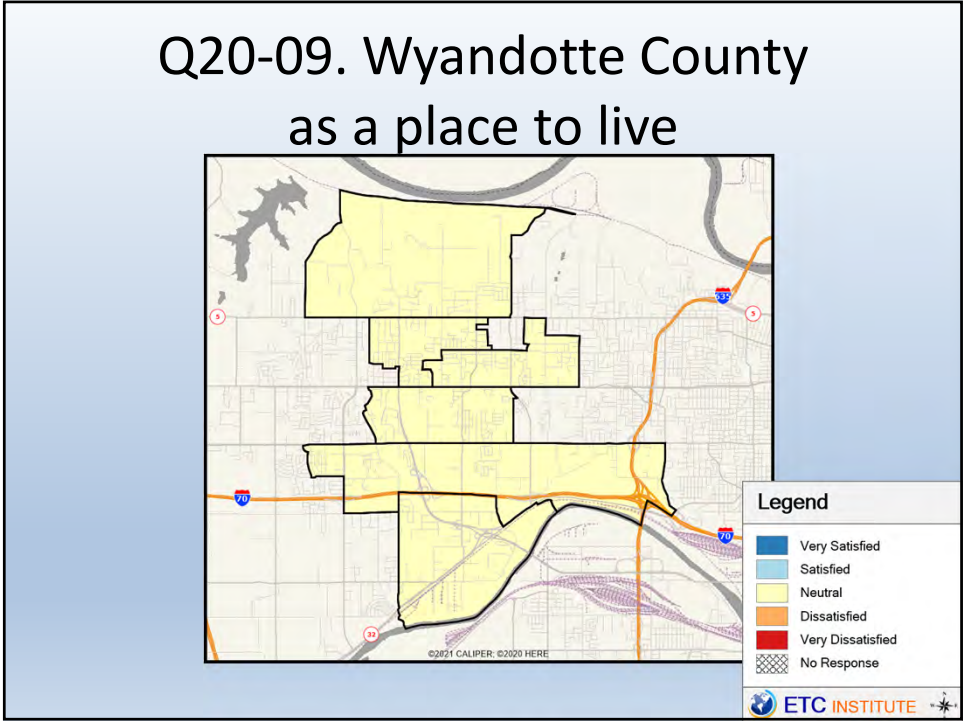 Q20-09. Wyandotte County
as a place to live
635
5
5
70
70
32
©2021 CALIPER; ©2020 HERE
Legend
Very Satisfied
Satisfied
Neutral
Dissatisfied
Very Dissatisfied
No Response
ETC INSTITUTE